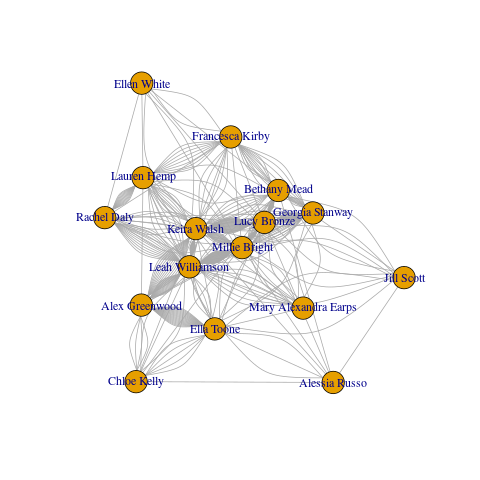 Ellen White
Francesca Kirby
Lauren Hemp
Bethany Mead
Rachel Daly
Georgia Stanway
Lucy Bronze
Keira Walsh
Millie Bright
Leah Williamson
Jill Scott
Alex Greenwood
Mary Alexandra Earps
Ella Toone
Chloe Kelly
Alessia Russo